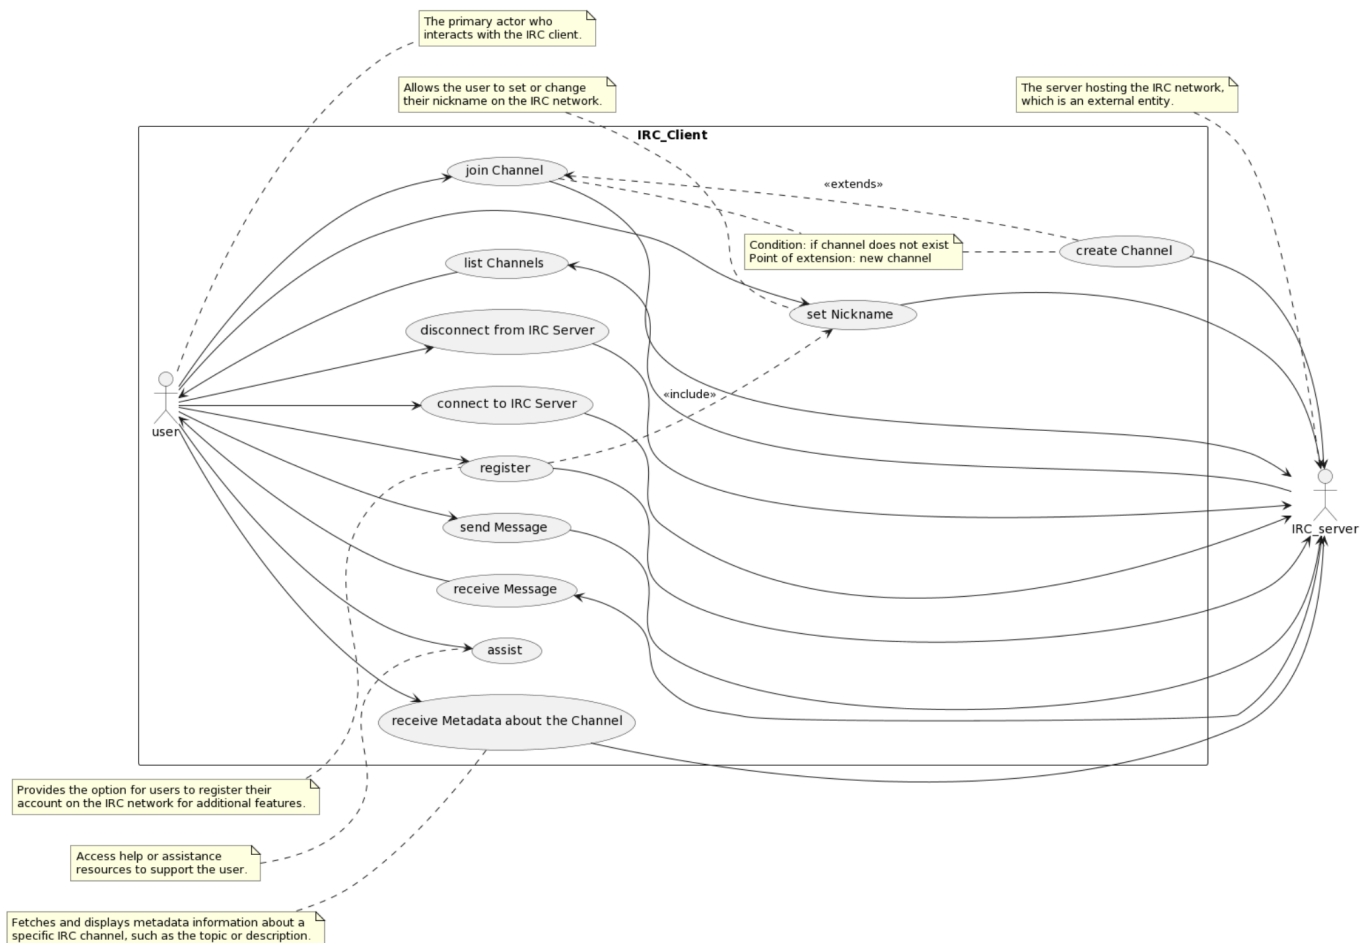 The primary actor who
interacts with the IRC client.
Allows the user to set or change
their nickname on the IRC network.
The server hosting the IRC network,
which is an external entity.
IRC_Client
join Channel
«extends»
Condition: if channel does not exist
Point of extension: new channel
create Channel
list Channels
set Nickname
disconnect from IRC Server
«include»
connect to IRC Server
user
register
send Message
IRC_server
receive Message
assist
receive Metadata about the Channel
Provides the option for users to register their
account on the IRC network for additional features.
Access help or assistance
resources to support the user.
Fetches and displays metadata information about a
specific IRC channel, such as the topic or description.